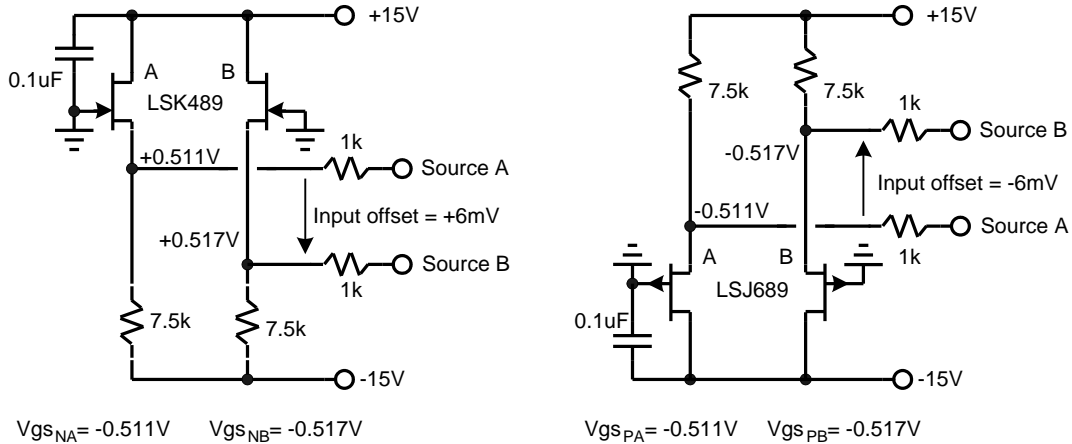 +15V
A
B
0.1uF
LSK489
1k
+0.511V
Source A
Input offset = +6mV
+0.517V
Source B
1k
7.5k
7.5k
-15V
Vgs_NA= -0.511V
Vgs_NB= -0.517V
+15V
7.5k
7.5k
1k
Source B
-0.517V
Input offset = -6mV
-0.511V
Source A
1k
A
B
LSJ689
0.1uF
-15V
Vgs_PA= -0.511V
Vgs_PB= -0.517V